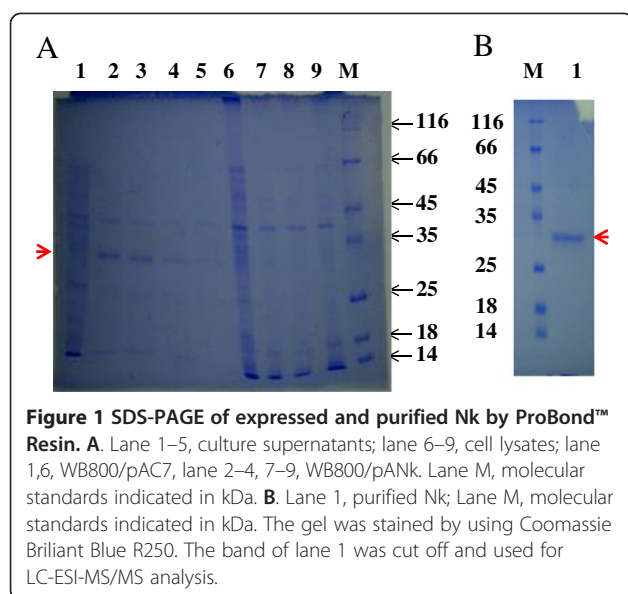 A
B
1 2 3 4 5 6 7 8 9 M
M 1
116
66
45
35
25
18
14
116
66
45
35
25
18
14
Figure 1 SDS-PAGE of expressed and purified Nk by ProBond™
Resin. A. Lane 1–5, culture supernatants; lane 6–9, cell lysates; lane
1,6, WB800/pAC7, lane 2–4, 7–9, WB800/pANk. Lane M, molecular
standards indicated in kDa. B. Lane 1, purified Nk; Lane M, molecular
standards indicated in kDa. The gel was stained by using Coomassie
Briliant Blue R250. The band of lane 1 was cut off and used for
LC-ESI-MS/MS analysis.